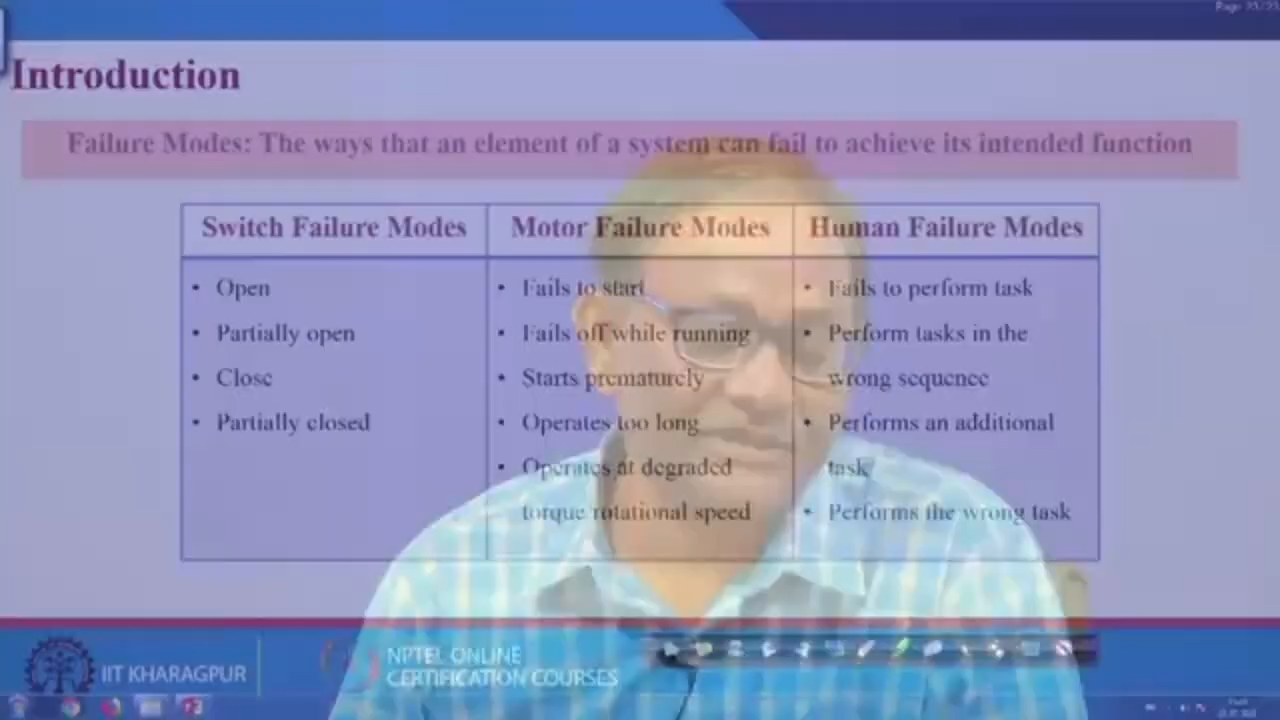 Introduction
Failure Modes: The ways that an element of a system can fail to achieve its intended function
Switch Failure Modes
• Open
• Partially open
• Close
• Partially closed
Motor Failure Modes
• Fails to start
• Fails off while running
• Starts prematurely
• Operates too long
• Operates at degraded
torque rotational speed
Human Failure Modes
• Fails to perform task
• Perform tasks in the
wrong sequence
• Performs an additional
task
• Performs the wrong task
IIT KHARAGPUR
NPTEL ONLINE
CERTIFICATION COURSES